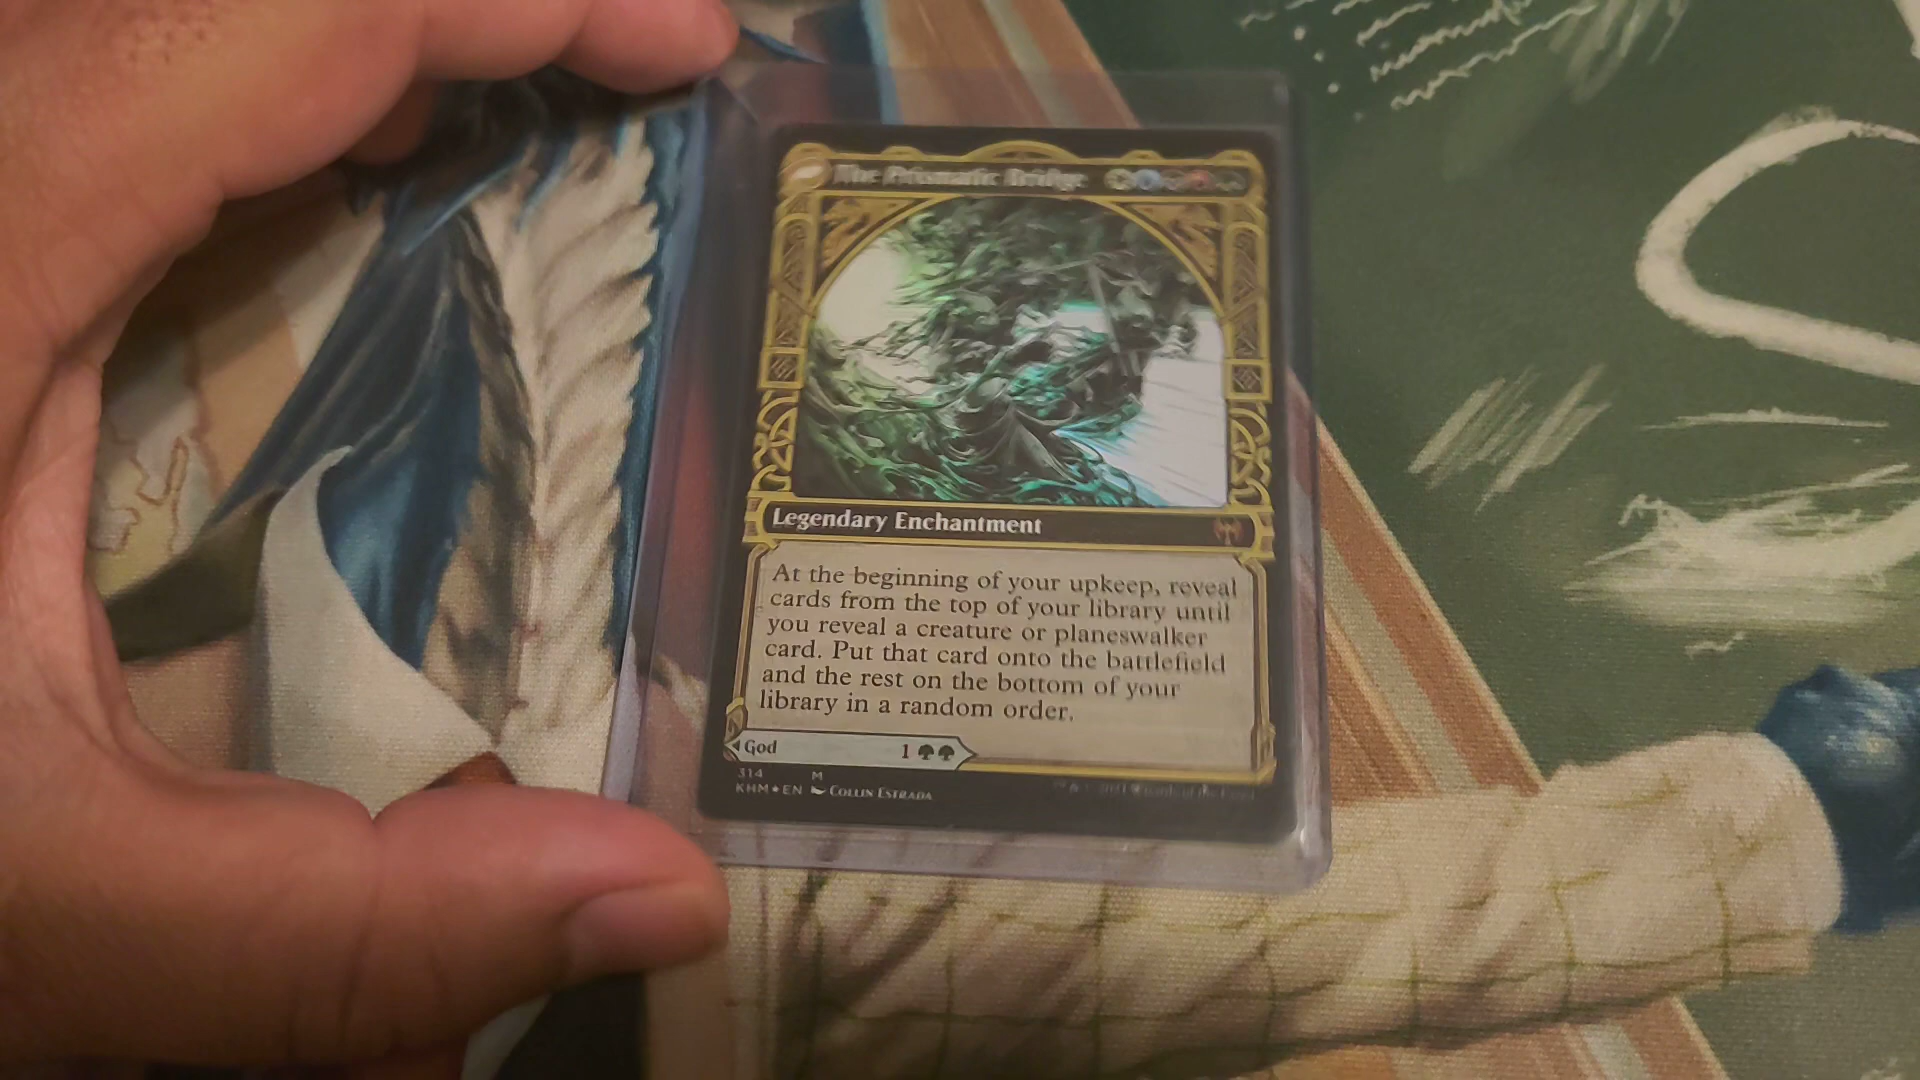 The Prismatic Bridge
Legendary Enchantment
At the beginning of your upkeep, reveal
cards from the top of your library until
you reveal a creature or planeswalker
card. Put that card onto the battlefield
and the rest on the bottom of your
library in a random order.
God 1
314 M
KHM★EN COLLIN ESTRADA